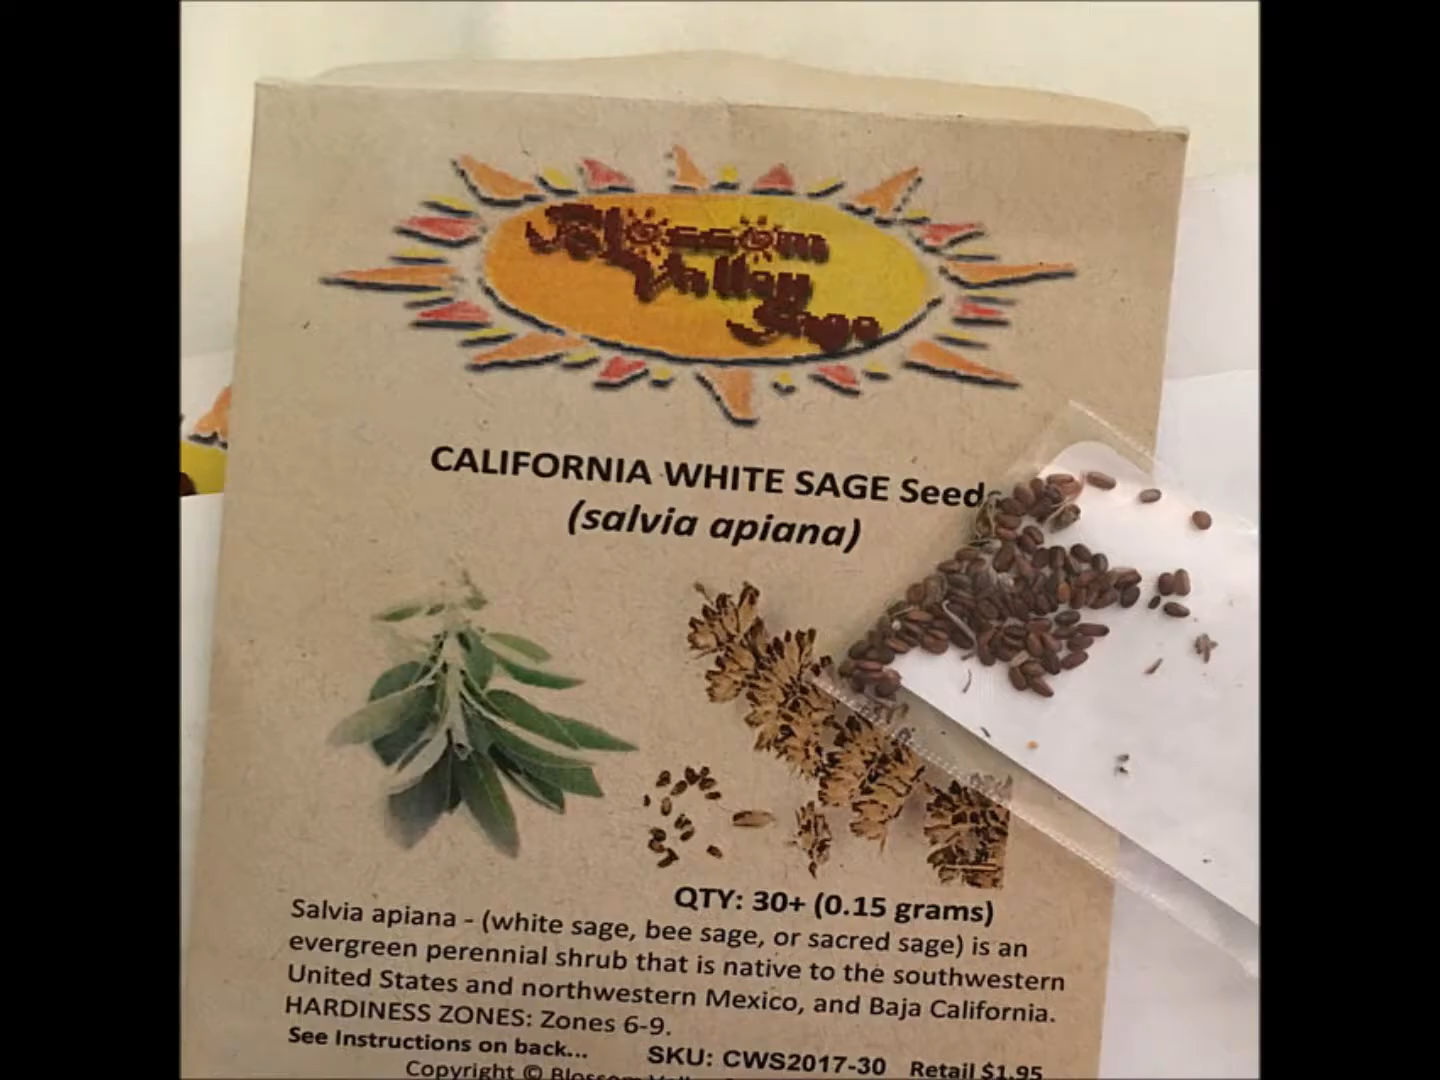 Blossom
Valley
Sage
CALIFORNIA WHITE SAGE Seeds
(salvia apiana)
QTY: 30+ (0.15 grams)
Salvia apiana - (white sage, bee sage, or sacred sage) is an
evergreen perennial shrub that is native to the southwestern
United States and northwestern Mexico, and Baja California.
HARDINESS ZONES: Zones 6-9.
See Instructions on back... SKU: CWS2017-30 Retail $1.95
Copyright © Blossom Valley